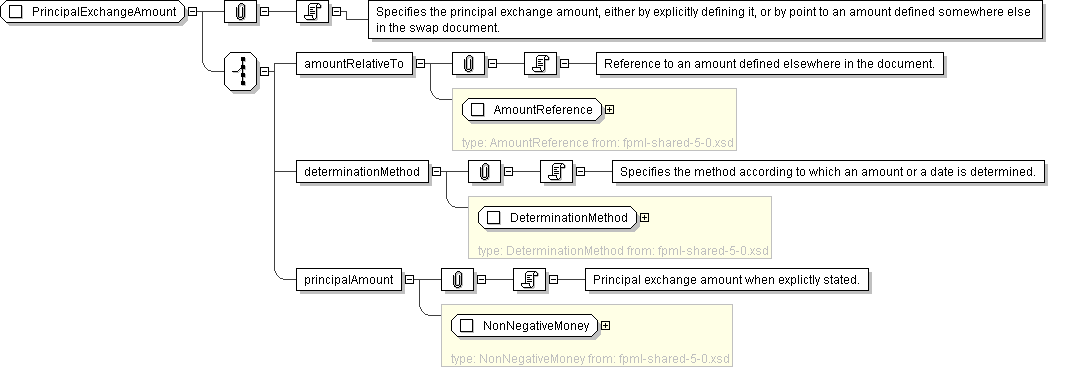 PrincipalExchangeAmount
Specifies the principal exchange amount, either by explicitly defining it, or by point to an amount defined somewhere else
in the swap document.
amountRelativeTo
Reference to an amount defined elsewhere in the document.
AmountReference
type: AmountReference from: fpml-shared-5-0.xsd
determinationMethod
Specifies the method according to which an amount or a date is determined.
DeterminationMethod
type: DeterminationMethod from: fpml-shared-5-0.xsd
principalAmount
Principal exchange amount when explictly stated.
NonNegativeMoney
type: NonNegativeMoney from: fpml-shared-5-0.xsd